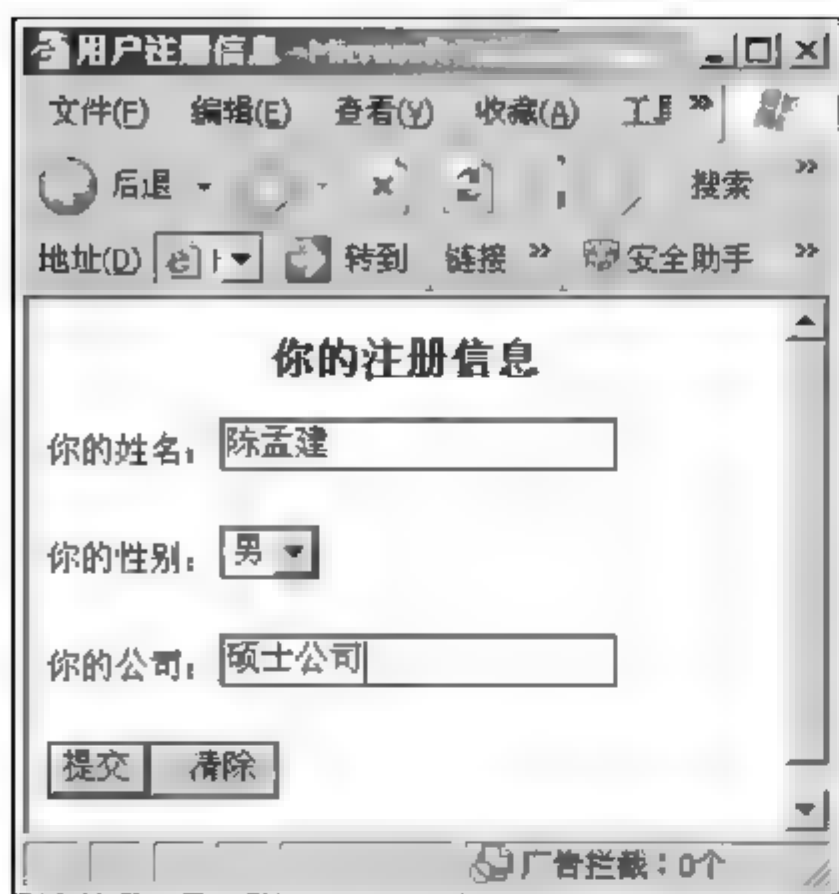 用户注册信息 -Microsoft
文件(F) 编辑(E) 查看(V) 收藏(A) 工具 »
后退 搜索 »
地址(D) 转到 链接 » 安全助手 »
你的注册信息
你的姓名: 陈孟建
你的性别: 男
你的公司: 硕士公司
提交 清除
广告拦截:0个